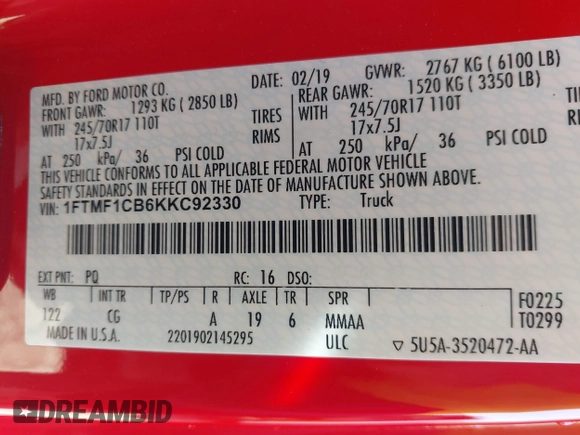 MFD. BY FORD MOTOR CO.
DATE: 02/19 GVWR: 2767 KG ( 6100 LB)
FRONT GAWR: 1293 KG ( 2850 LB) REAR GAWR: 1520 KG ( 3350 LB)
WITH 245/70R17 110T TIRES WITH 245/70R17 110T
17x7.5J RIMS 17x7.5J
AT 250 kPa/ 36 PSI COLD AT 250 kPa/ 36 PSI COLD
THIS VEHICLE CONFORMS TO ALL APPLICABLE FEDERAL MOTOR VEHICLE
SAFETY STANDARDS IN EFFECT ON THE DATE OF MANUFACTURE SHOWN ABOVE.
VIN: 1FTMF1CB6KKC92330 TYPE: Truck
EXT PNT: PQ RC: 16 DSO:
WB INT TR TP/PS R AXLE TR SPR F0225
122 CG A 19 6 MMAA T0299
MADE IN U.S.A. 2201902145295 ULC ▽ 5U5A-3520472-AA
DREAMBID